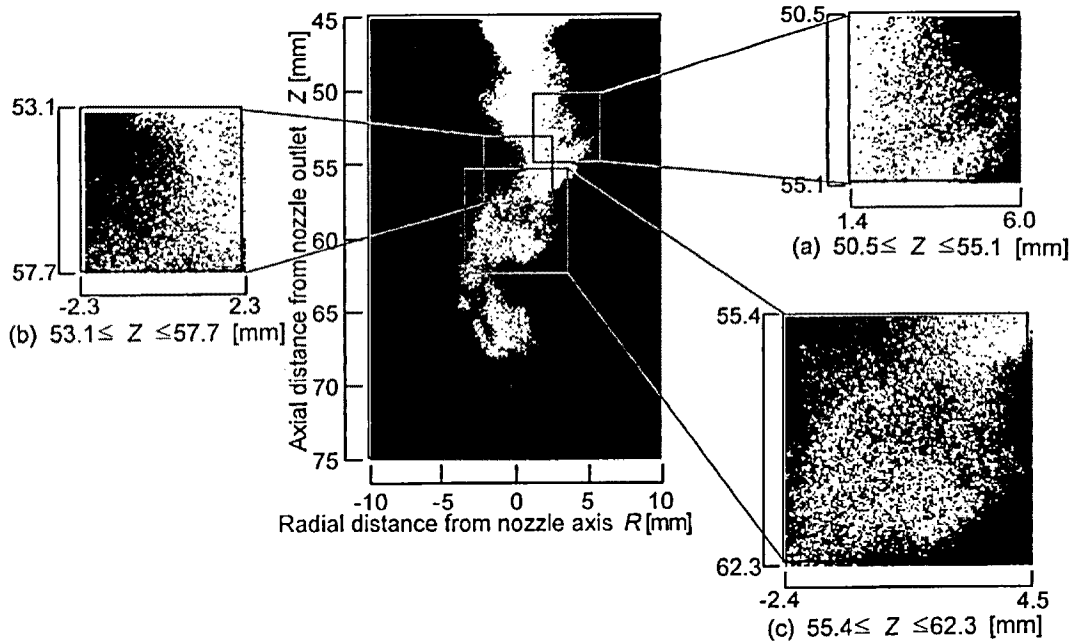 45
50
55
60
65
70
75
Axial distance from nozzle outlet Z [mm]
-10 -5 0 5 10
Radial distance from nozzle axis R [mm]
50.5
55.1
1.4 6.0
(a) 50.5≤ Z ≤55.1 [mm]
53.1
57.7
-2.3 2.3
(b) 53.1≤ Z ≤57.7 [mm]
55.4
62.3
-2.4 4.5
(c) 55.4≤ Z ≤62.3 [mm]